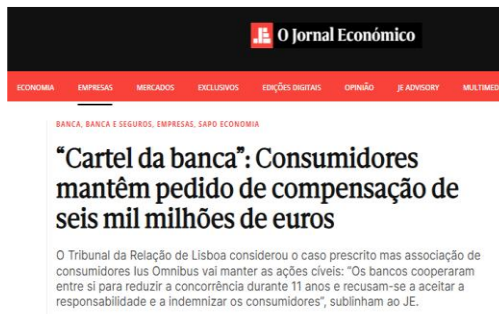 JE O Jornal Económico
ECONOMIA EMPRESAS MERCADOS EXCLUSIVOS EDIÇÕES DIGITAIS OPINIÃO JE ADVISORY MULTIMED
BANCA, BANCA E SEGUROS, EMPRESAS, SAPO ECONOMIA
“Cartel da banca”: Consumidores
mantêm pedido de compensação de
seis mil milhões de euros
O Tribunal da Relação de Lisboa considerou o caso prescrito mas associação de
consumidores Ius Omnibus vai manter as ações cíveis: “Os bancos cooperaram
entre si para reduzir a concorrência durante 11 anos e recusam-se a aceitar a
responsabilidade e a indemnizar os consumidores”, sublinham ao JE.